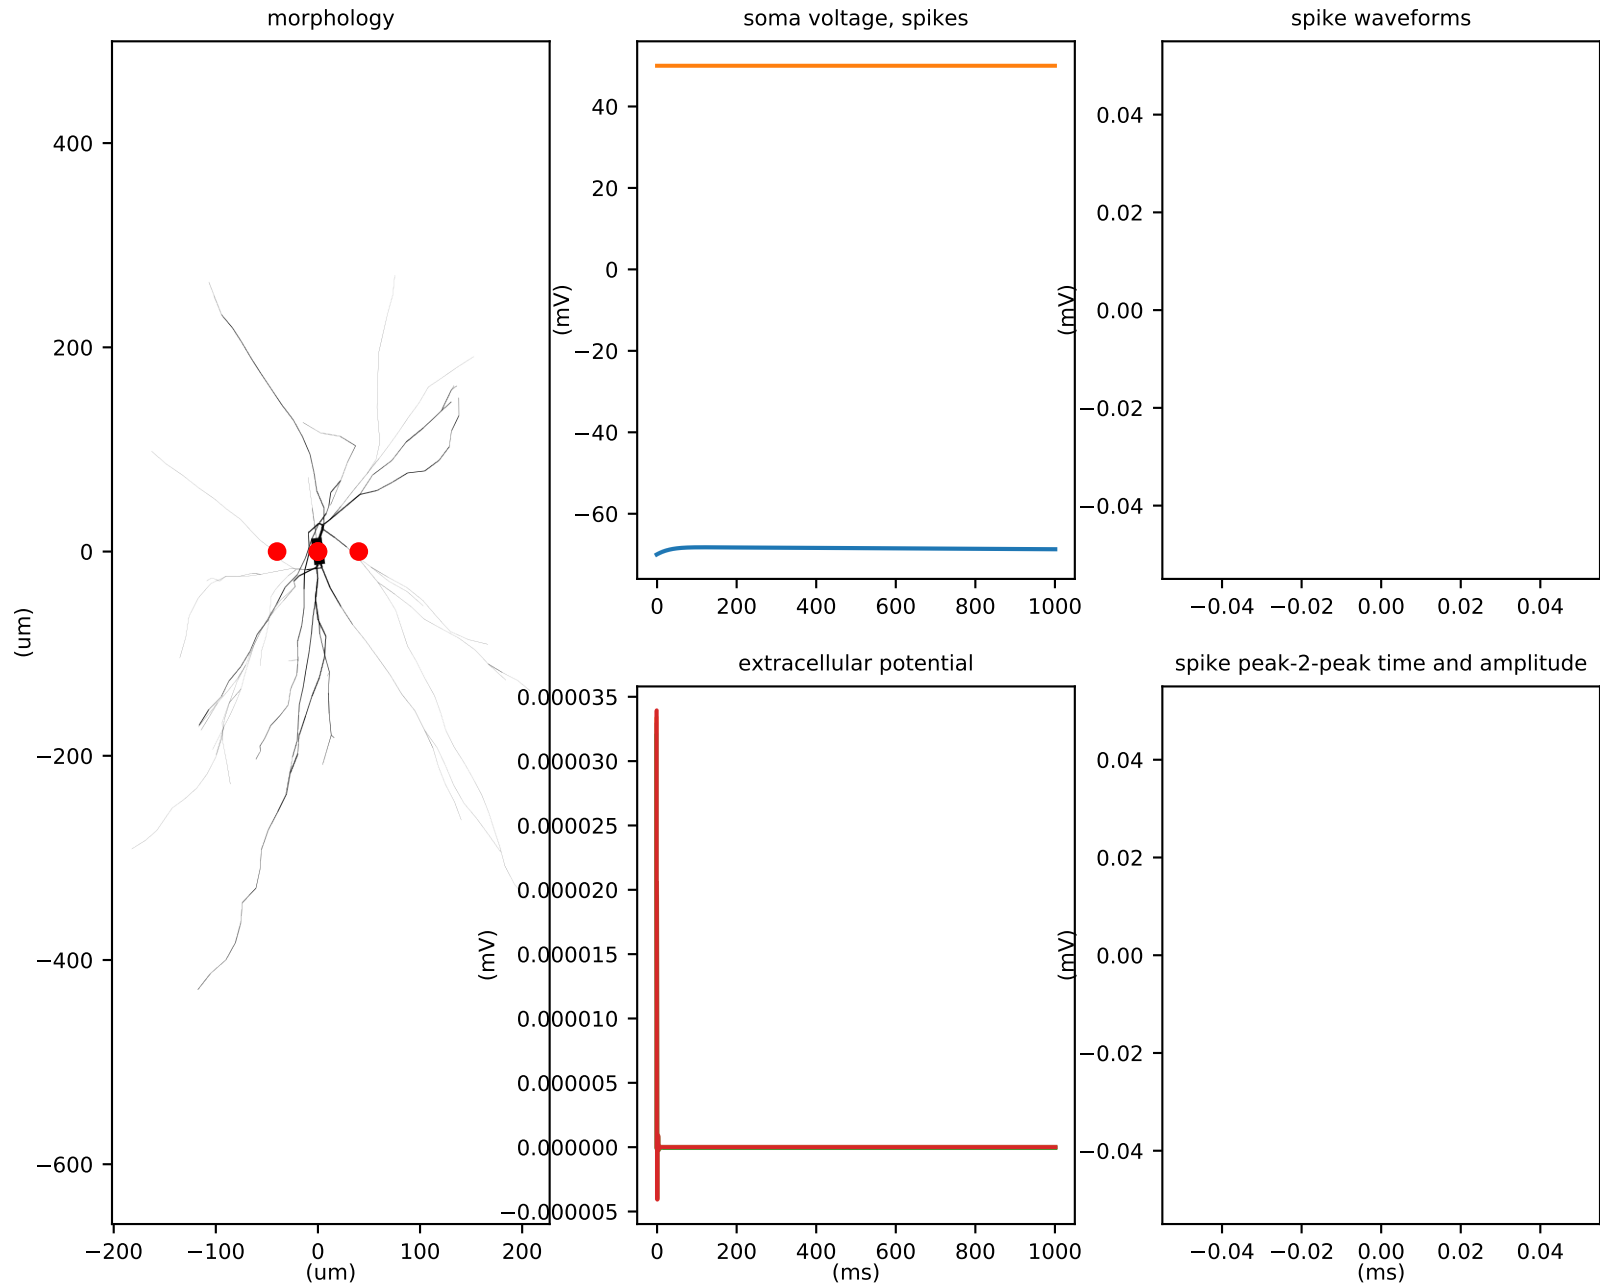 morphology
400
200
0
−200
−400
−600
(um)
−200 −100 0 100 200
(um)
soma voltage, spikes
40
20
0
−20
−40
−60
(mV)
0 200 400 600 800 1000
spike waveforms
0.04
0.02
0.00
−0.02
−0.04
(mV)
−0.04 −0.02 0.00 0.02 0.04
extracellular potential
0.000035
0.000030
0.000025
0.000020
0.000015
0.000010
0.000005
0.000000
−0.000005
(mV)
0 200 400 600 800 1000
(ms)
spike peak-2-peak time and amplitude
0.04
0.02
0.00
−0.02
−0.04
(mV)
−0.04 −0.02 0.00 0.02 0.04
(ms)